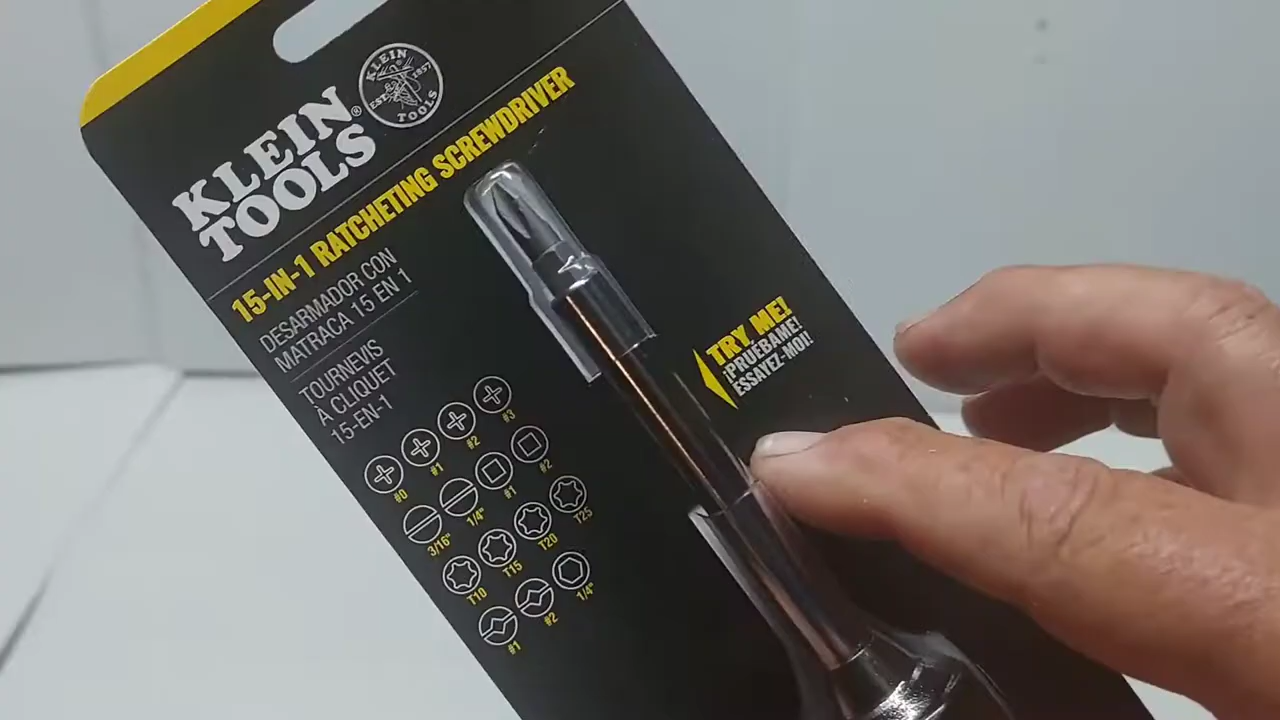 KLEIN
TOOLS®
KLEIN
EST. 1857
TOOLS
15-IN-1 RATCHETING SCREWDRIVER
DESARMADOR CON
MATRACA 15 EN 1
TOURNEVIS
À CLIQUET
15-EN-1
TRY ME!
¡PRUÉBAME!
ESSAYEZ-MOI!
#0 #1 #2 #3
3/16" 1/4" #1 #2
T10 T15 T20 T25
#1 #2 1/4"